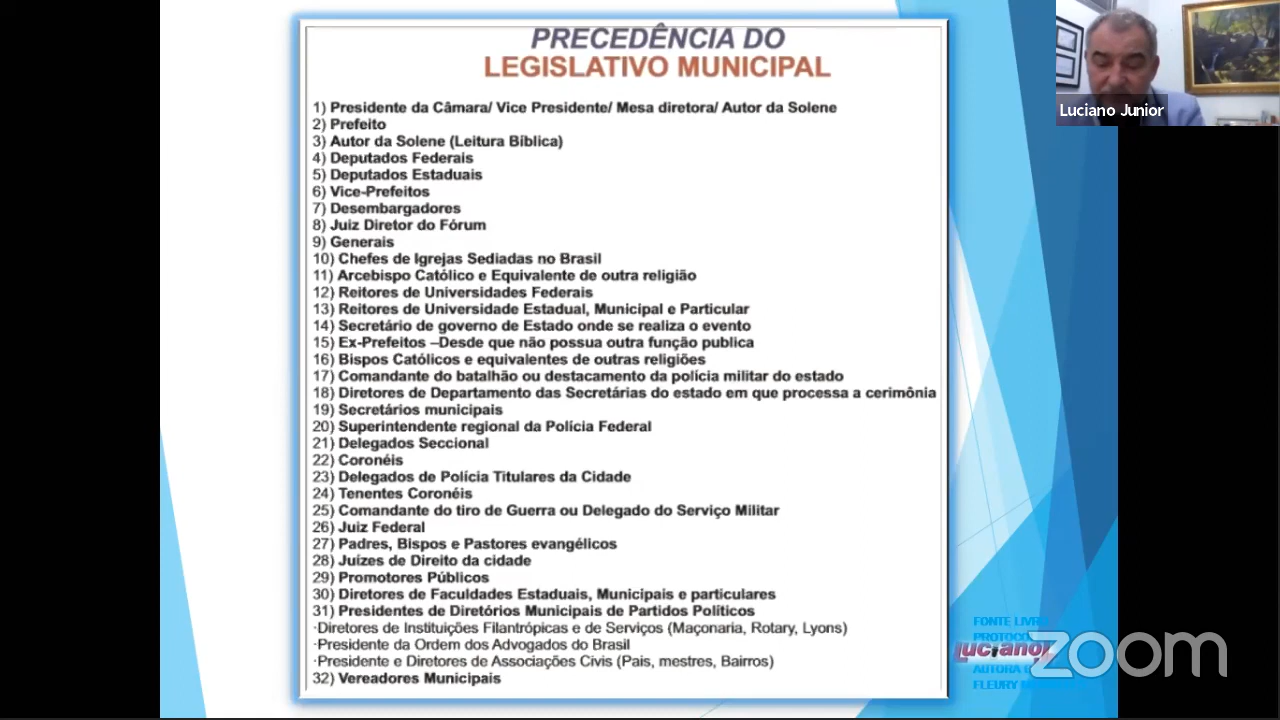 PRECEDÊNCIA DO
LEGISLATIVO MUNICIPAL
1) Presidente da Câmara/ Vice Presidente/ Mesa diretora/ Autor da Solene
2) Prefeito
3) Autor da Solene (Leitura Bíblica)
4) Deputados Federais
5) Deputados Estaduais
6) Vice-Prefeitos
7) Desembargadores
8) Juiz Diretor do Fórum
9) Generais
10) Chefes de Igrejas Sediadas no Brasil
11) Arcebispo Católico e Equivalente de outra religião
12) Reitores de Universidades Federais
13) Reitores de Universidade Estadual, Municipal e Particular
14) Secretário de governo de Estado onde se realiza o evento
15) Ex-Prefeitos –Desde que não possua outra função publica
16) Bispos Católicos e equivalentes de outras religiões
17) Comandante do batalhão ou destacamento da polícia militar do estado
18) Diretores de Departamento das Secretárias do estado em que processa a cerimônia
19) Secretários municipais
20) Superintendente regional da Polícia Federal
21) Delegados Seccional
22) Coronéis
23) Delegados de Polícia Titulares da Cidade
24) Tenentes Coronéis
25) Comandante do tiro de Guerra ou Delegado do Serviço Militar
26) Juiz Federal
27) Padres, Bispos e Pastores evangélicos
28) Juízes de Direito da cidade
29) Promotores Públicos
30) Diretores de Faculdades Estaduais, Municipais e particulares
31) Presidentes de Diretórios Municipais de Partidos Políticos
·Diretores de Instituições Filantrópicas e de Serviços (Maçonaria, Rotary, Lyons)
·Presidente da Ordem dos Advogados do Brasil
·Presidente e Diretores de Associações Civis (Pais, mestres, Bairros)
32) Vereadores Municipais
Luciano Junior
FONTE
zoom
AUTORA
FLEURY